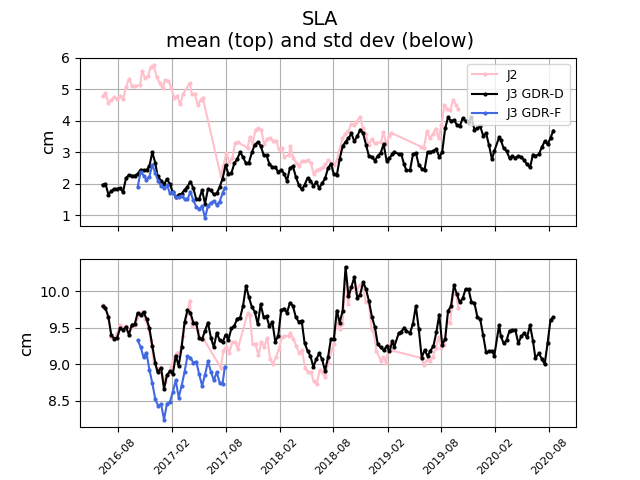 SLA
mean (top) and std dev (below)
6
5
4
3
2
1
cm
J2
J3 GDR-D
J3 GDR-F
10.0
9.5
9.0
8.5
cm
2016-08
2017-02
2017-08
2018-02
2018-08
2019-02
2019-08
2020-02
2020-08